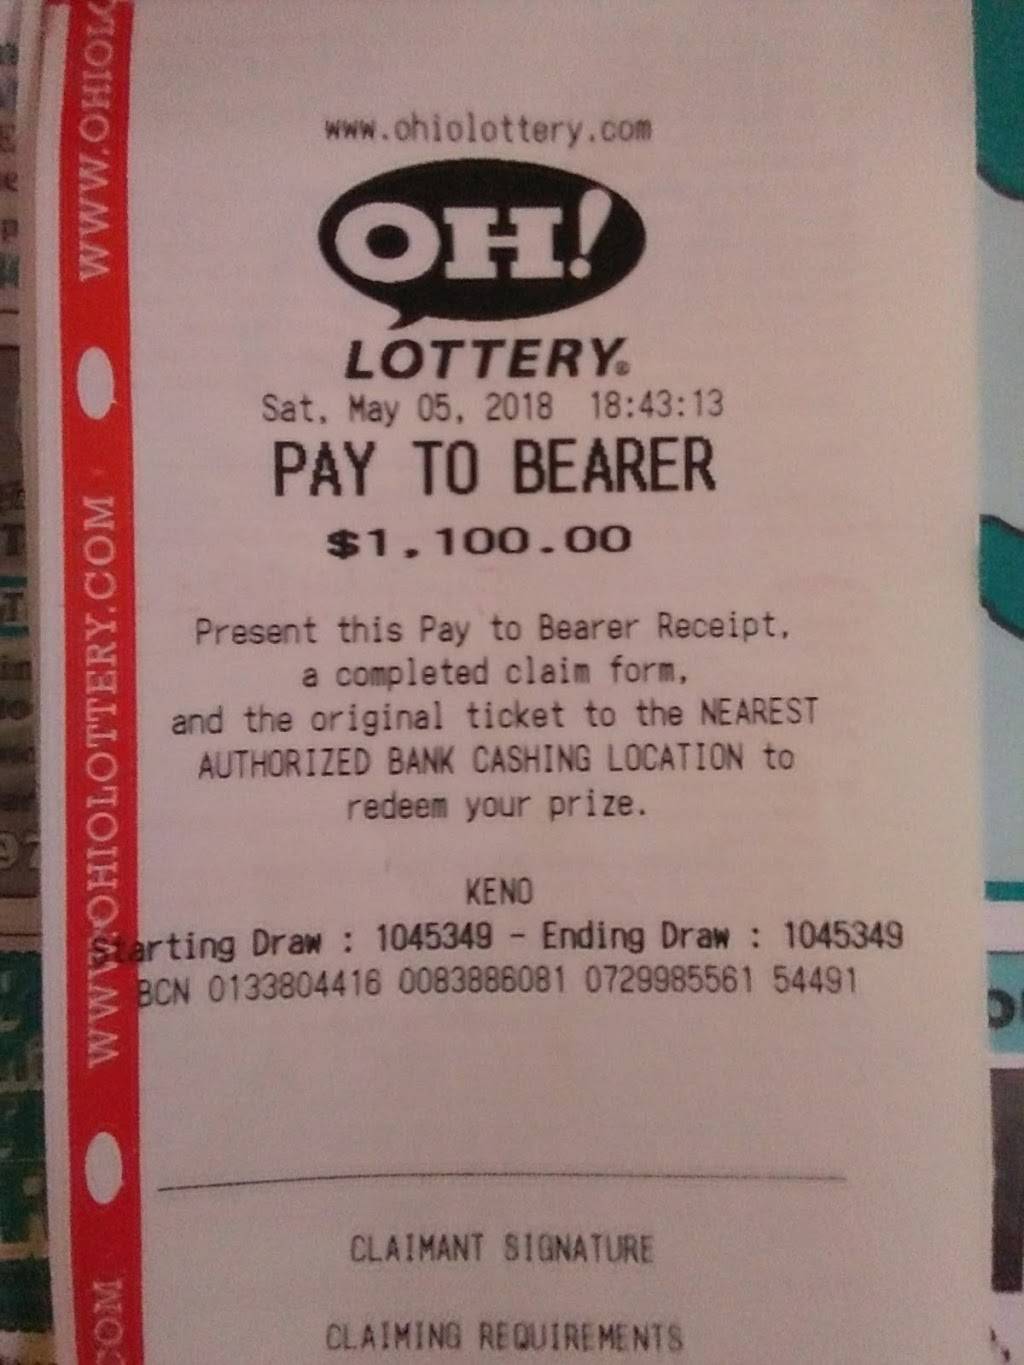 www.ohiolottery.com
OH!
LOTTERY®
Sat, May 05, 2018 18:43:13
PAY TO BEARER
$1,100.00
Present this Pay to Bearer Receipt,
a completed claim form,
and the original ticket to the NEAREST
AUTHORIZED BANK CASHING LOCATION to
redeem your prize.
KENO
Starting Draw : 1045349 - Ending Draw : 1045349
BCN 0133804416 0083886081 0729985561 54491
CLAIMANT SIGNATURE
CLAIMING REQUIREMENTS
WWW.OHIOLO
WWW.OHIOLOTTERY.COM
COM